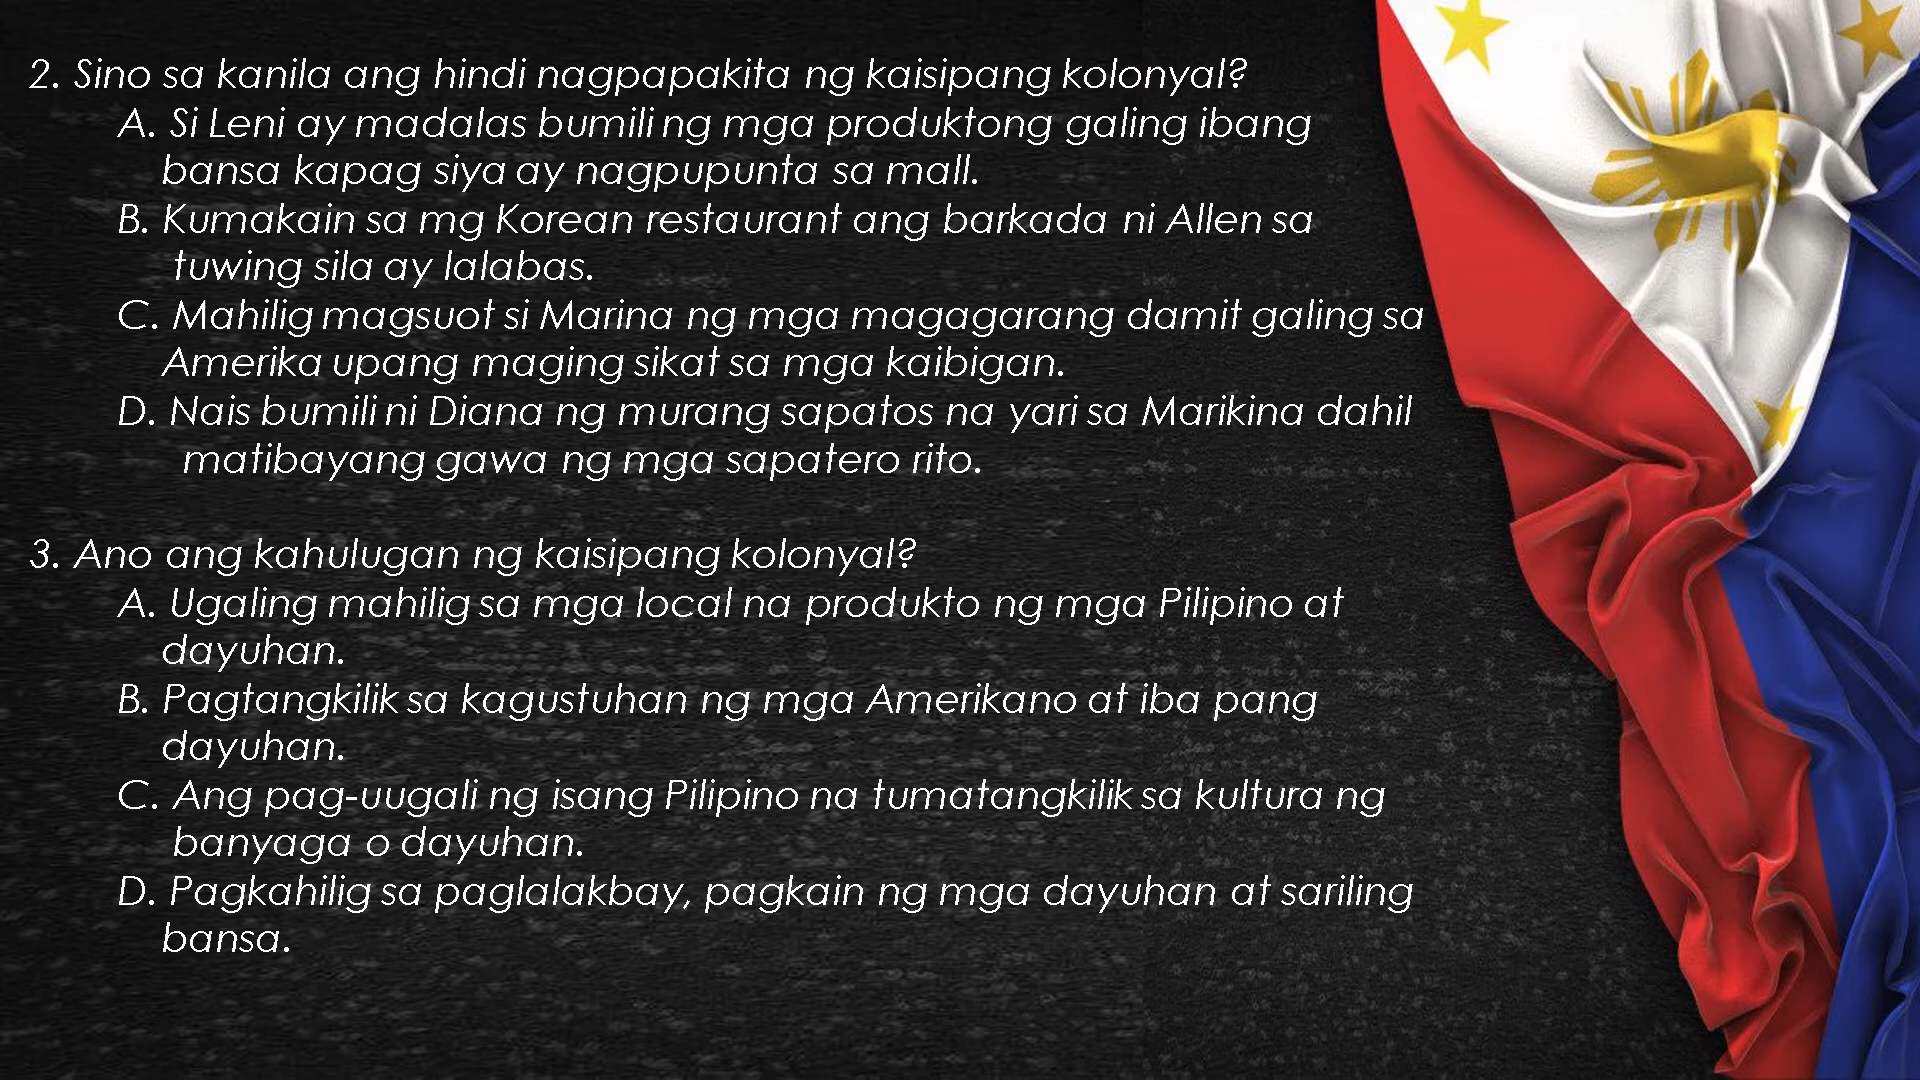 2. Sino sa kanila ang hindi nagpapakita ng kaisipang kolonyal?
A. Si Leni ay madalas bumili ng mga produktong galing ibang
bansa kapag siya ay nagpupunta sa mall.
B. Kumakain sa mg Korean restaurant ang barkada ni Allen sa
tuwing sila ay lalabas.
C. Mahilig magsuot si Marina ng mga magagarang damit galing sa
Amerika upang maging sikat sa mga kaibigan.
D. Nais bumili ni Diana ng murang sapatos na yari sa Marikina dahil
matibayang gawa ng mga sapatero rito.
3. Ano ang kahulugan ng kaisipang kolonyal?
A. Ugaling mahilig sa mga local na produkto ng mga Pilipino at
dayuhan.
B. Pagtangkilik sa kagustuhan ng mga Amerikano at iba pang
dayuhan.
C. Ang pag-uugali ng isang Pilipino na tumatangkilik sa kultura ng
banyaga o dayuhan.
D. Pagkahilig sa paglalakbay, pagkain ng mga dayuhan at sariling
bansa.